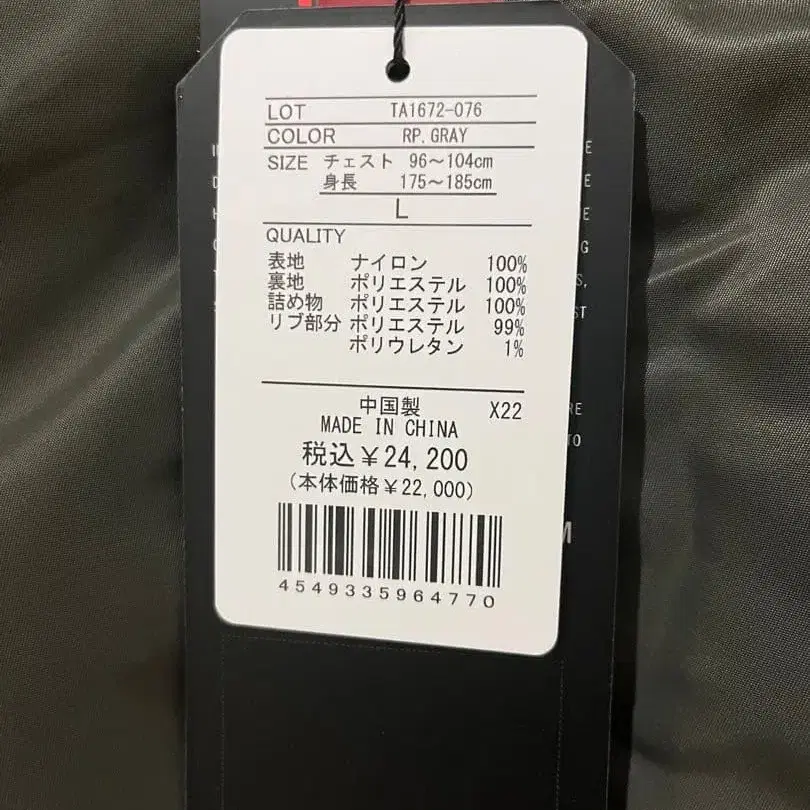 LOT TA1672-076
COLOR RP.GRAY
SIZE チェスト 96～104cm
身長 175～185cm
L
QUALITY
表地 ナイロン 100%
裏地 ポリエステル 100%
詰め物 ポリエステル 100%
リブ部分 ポリエステル 99%
ポリウレタン 1%
中国製 X22
MADE IN CHINA
税込￥24,200
(本体価格￥22,000)
4549335964770